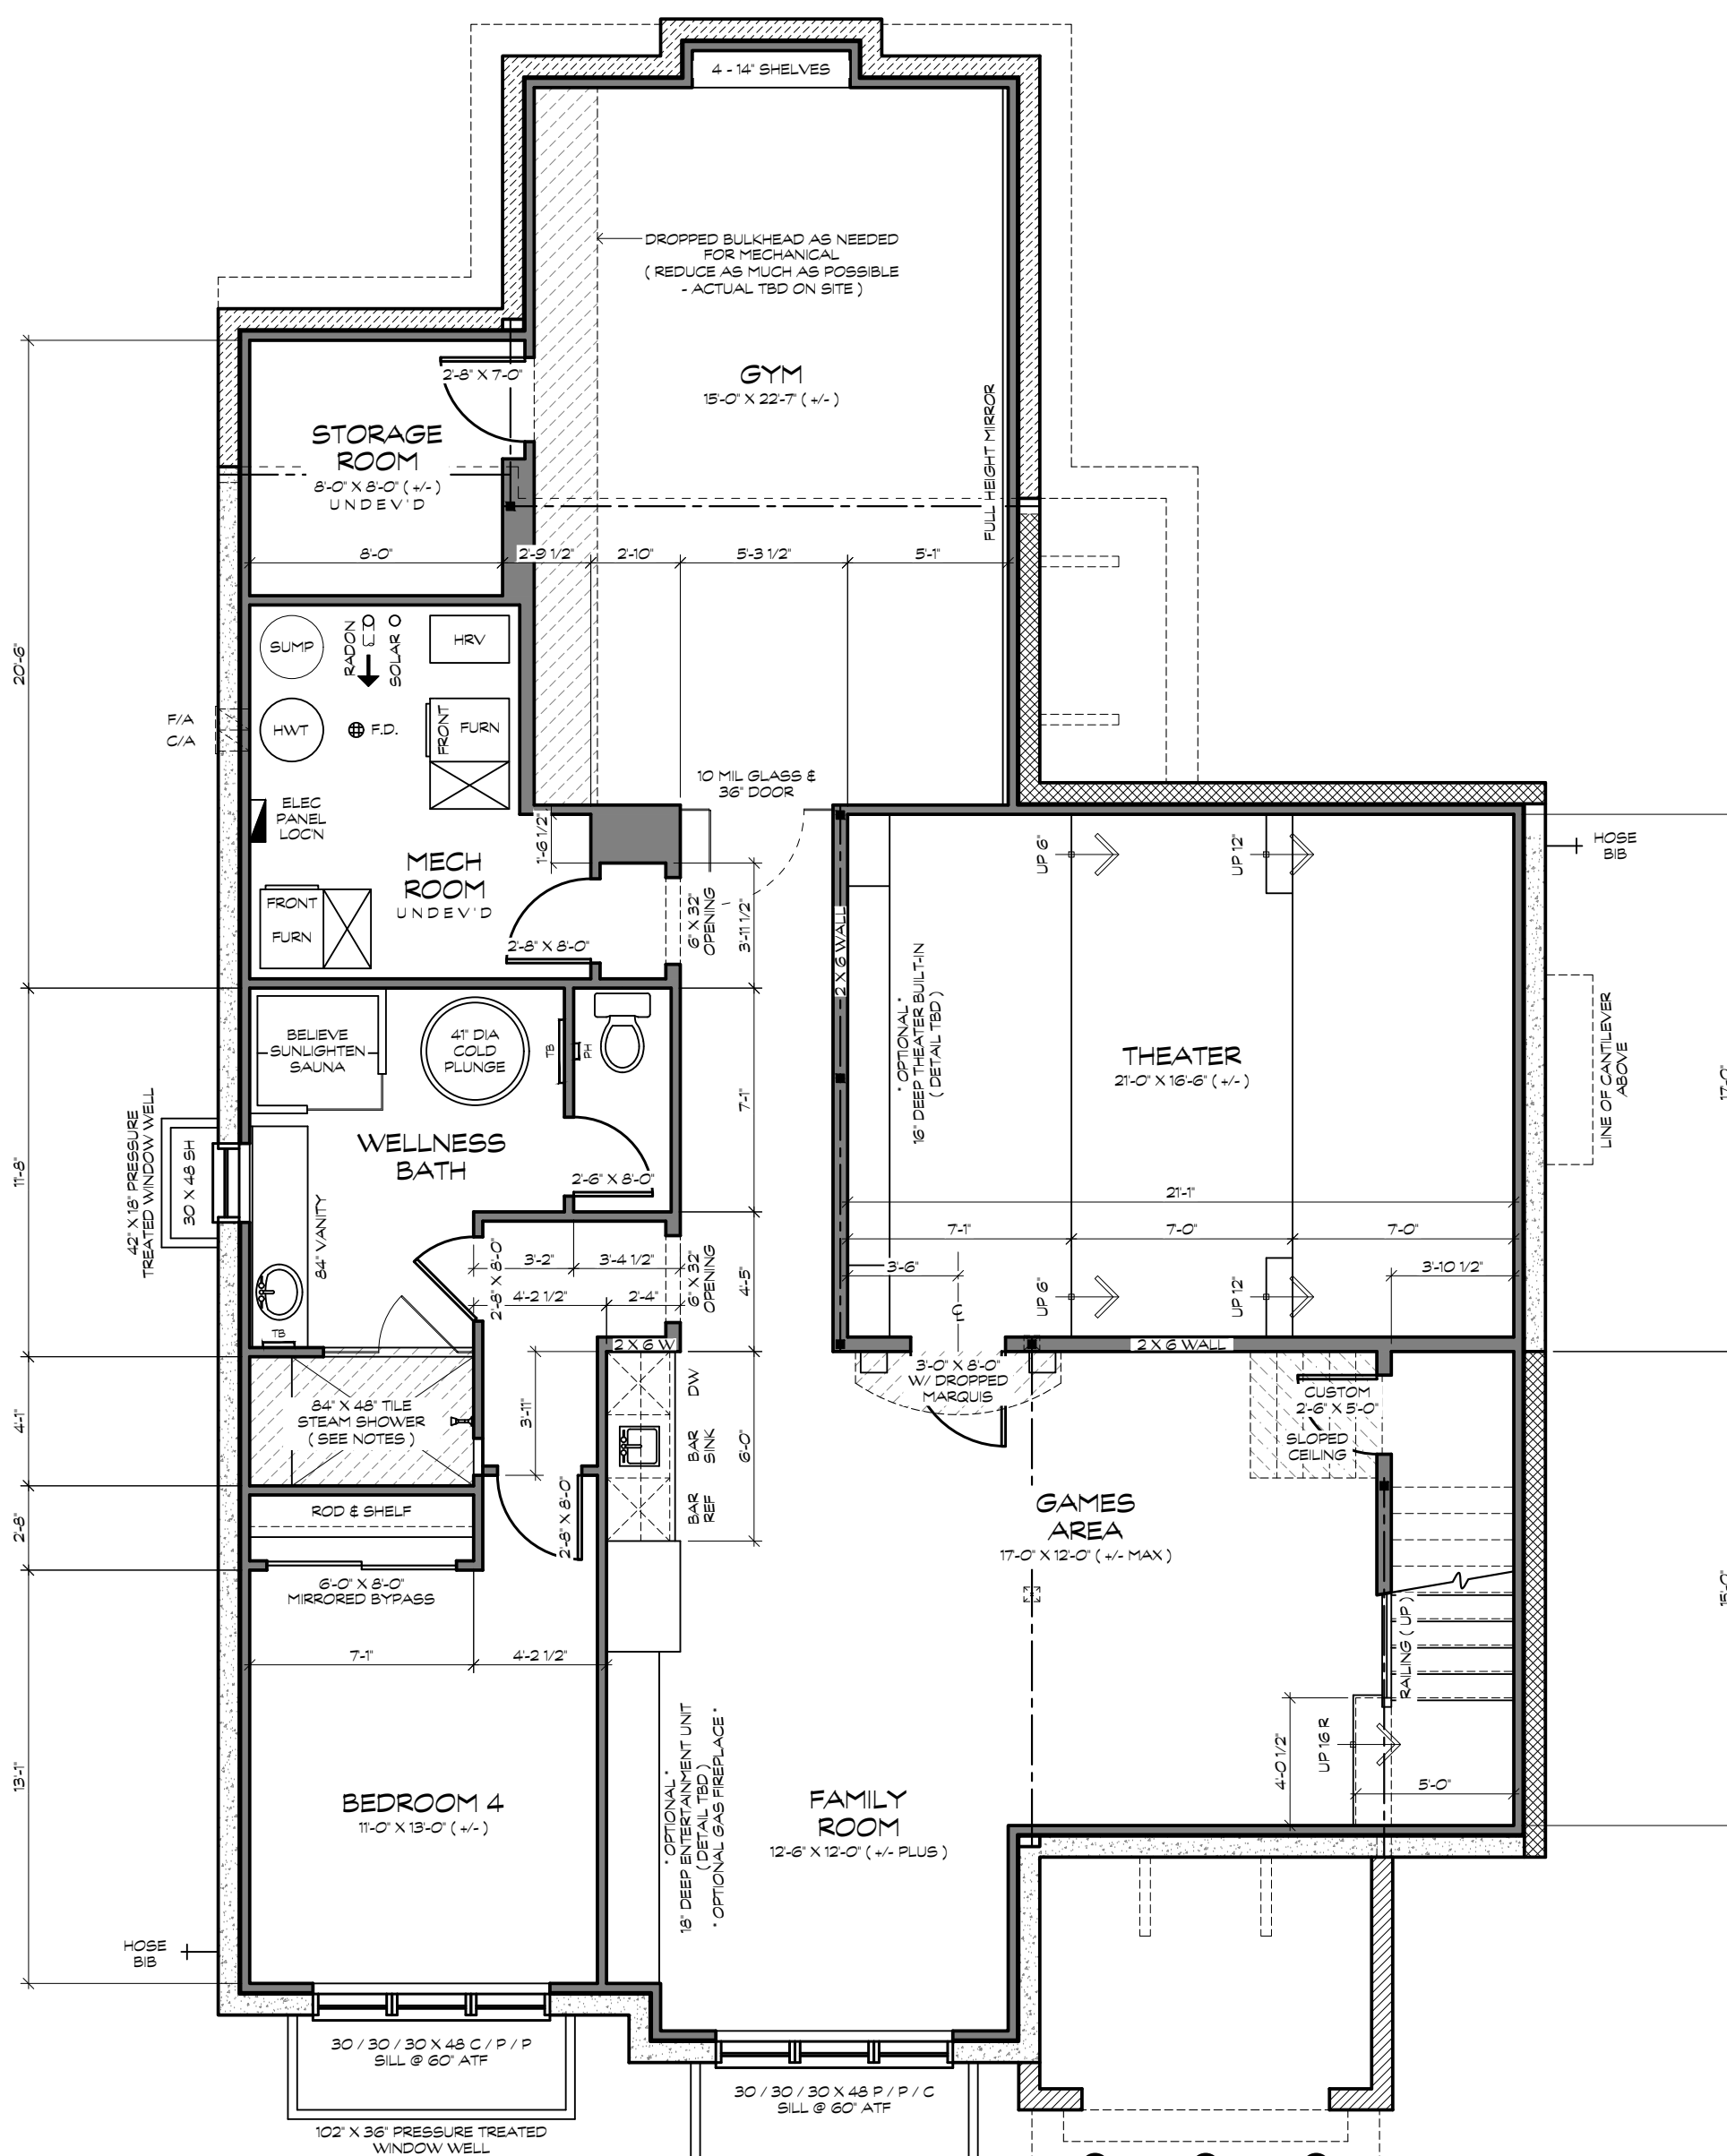 4 - 14" SHELVES
DROPPED BULKHEAD AS NEEDED
FOR MECHANICAL
( REDUCE AS MUCH AS POSSIBLE
- ACTUAL TBD ON SITE )
GYM
15'-0" X 22'-7" ( +/- )
FULL HEIGHT MIRROR
2'-8" X 7'-0"
STORAGE
ROOM
8'-0" X 8'-0" ( +/- )
UNDEV'D
8'-0"
2'-9 1/2"
2'-10"
5'-3 1/2"
5'-1"
20'-6"
SUMP
RADON
SOLAR
HRV
F/A
C/A
HWT
F.D.
FRONT
FURN
10 MIL GLASS &
36" DOOR
ELEC
PANEL
LOCN
1'-6 1/2"
MECH
ROOM
UNDEV'D
FRONT
FURN
2'-8" X 8'-0"
6" X 32"
OPENING
3'-11 1/2"
2 X 6 WALL
UP 6"
UP 12"
HOSE
BIB
" OPTIONAL "
16" DEEP THEATER BUILT-IN
( DETAIL TBD )
THEATER
21'-0" X 16'-6" ( +/- )
LINE OF CANTILEVER
ABOVE
17'-0"
BELIEVE
SUNLIGHTEN
SAUNA
41" DIA
COLD
PLUNGE
TB
PH
7'-1"
WELLNESS
BATH
11'-8"
42" X 18" PRESSURE
TREATED WINDOW WELL
30 X 48 SH
84" VANITY
2'-6" X 8'-0"
21'-1"
7'-1"
7'-0"
7'-0"
3'-6"
3'-10 1/2"
UP 6"
UP 12"
2'-8" X 8'-0"
3'-2"
3'-4 1/2"
4'-2 1/2"
2'-4"
6" X 32"
OPENING
4'-5"
TB
2 X 6 W
2 X 6 WALL
3'-0" X 8'-0"
W/ DROPPED
MARQUIS
CUSTOM
2'-6" X 5'-0"
SLOPED
CEILING
4'-1"
84" X 48" TILE
STEAM SHOWER
( SEE NOTES )
3'-11"
DW
BAR
SINK
BAR
REF
6'-0"
2'-8"
ROD & SHELF
2'-8" X 8'-0"
6'-0" X 8'-0"
MIRRORED BYPASS
GAMES
AREA
17'-0" X 12'-0" ( +/- MAX )
15'-0"
RAILING ( UP )
7'-1"
4'-2 1/2"
13'-1"
BEDROOM 4
11'-0" X 13'-0" ( +/- )
" OPTIONAL "
18" DEEP ENTERTAINMENT UNIT
( DETAIL TBD )
" OPTIONAL GAS FIREPLACE "
FAMILY
ROOM
12'-6" X 12'-0" ( +/- PLUS )
4'-0 1/2"
UP 16 R
5'-0"
HOSE
BIB
30 / 30 / 30 X 48 C / P / P
SILL @ 60" ATF
30 / 30 / 30 X 48 P / P / C
SILL @ 60" ATF
102" X 36" PRESSURE TREATED
WINDOW WELL